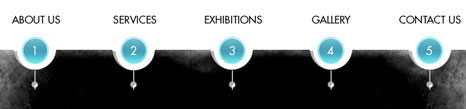 ABOUT US SERVICES EXHIBITIONS GALLERY CONTACT US
1 2 3 4 5